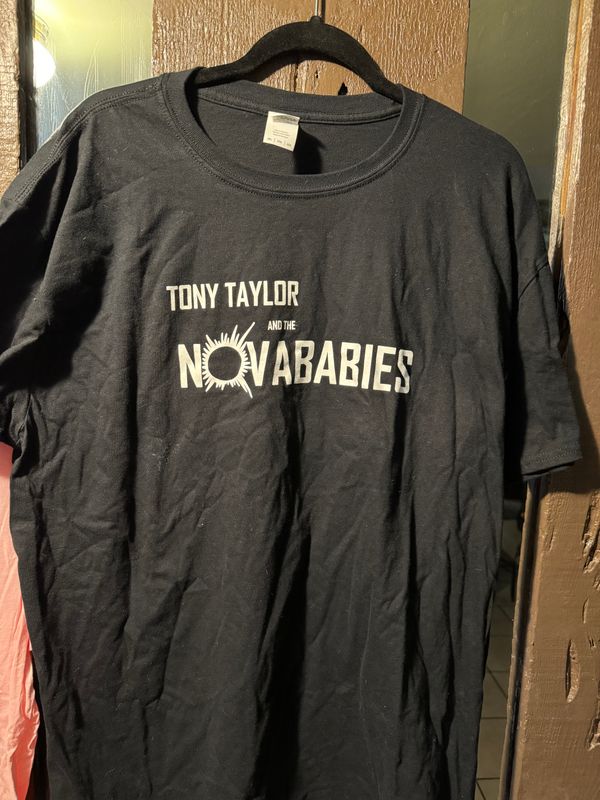 TONY TAYLOR
AND THE
NOVABABIES